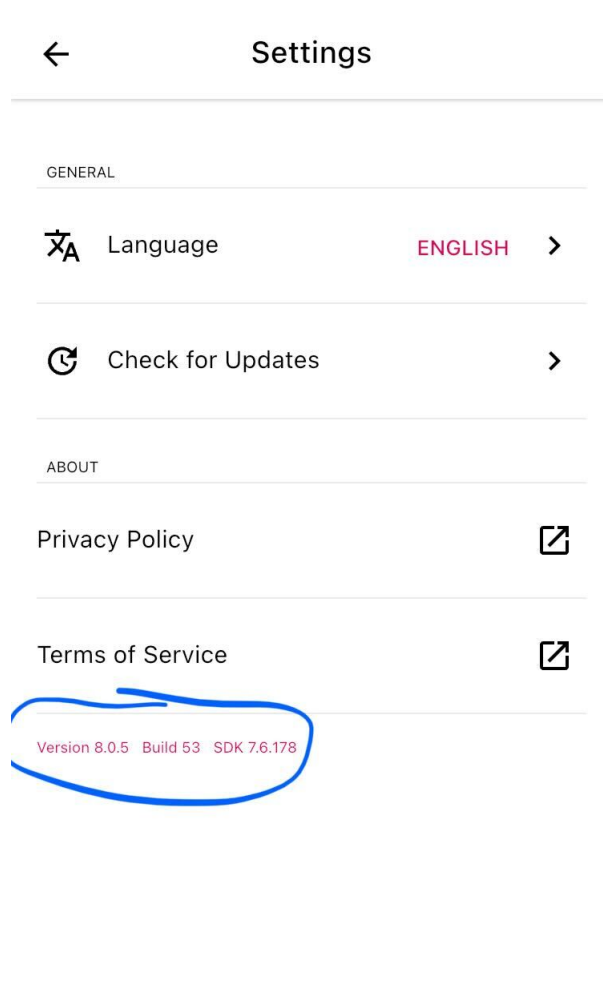 Settings
GENERAL
Language ENGLISH
Check for Updates
ABOUT
Privacy Policy
Terms of Service
Version 8.0.5 Build 53 SDK 7.6.178